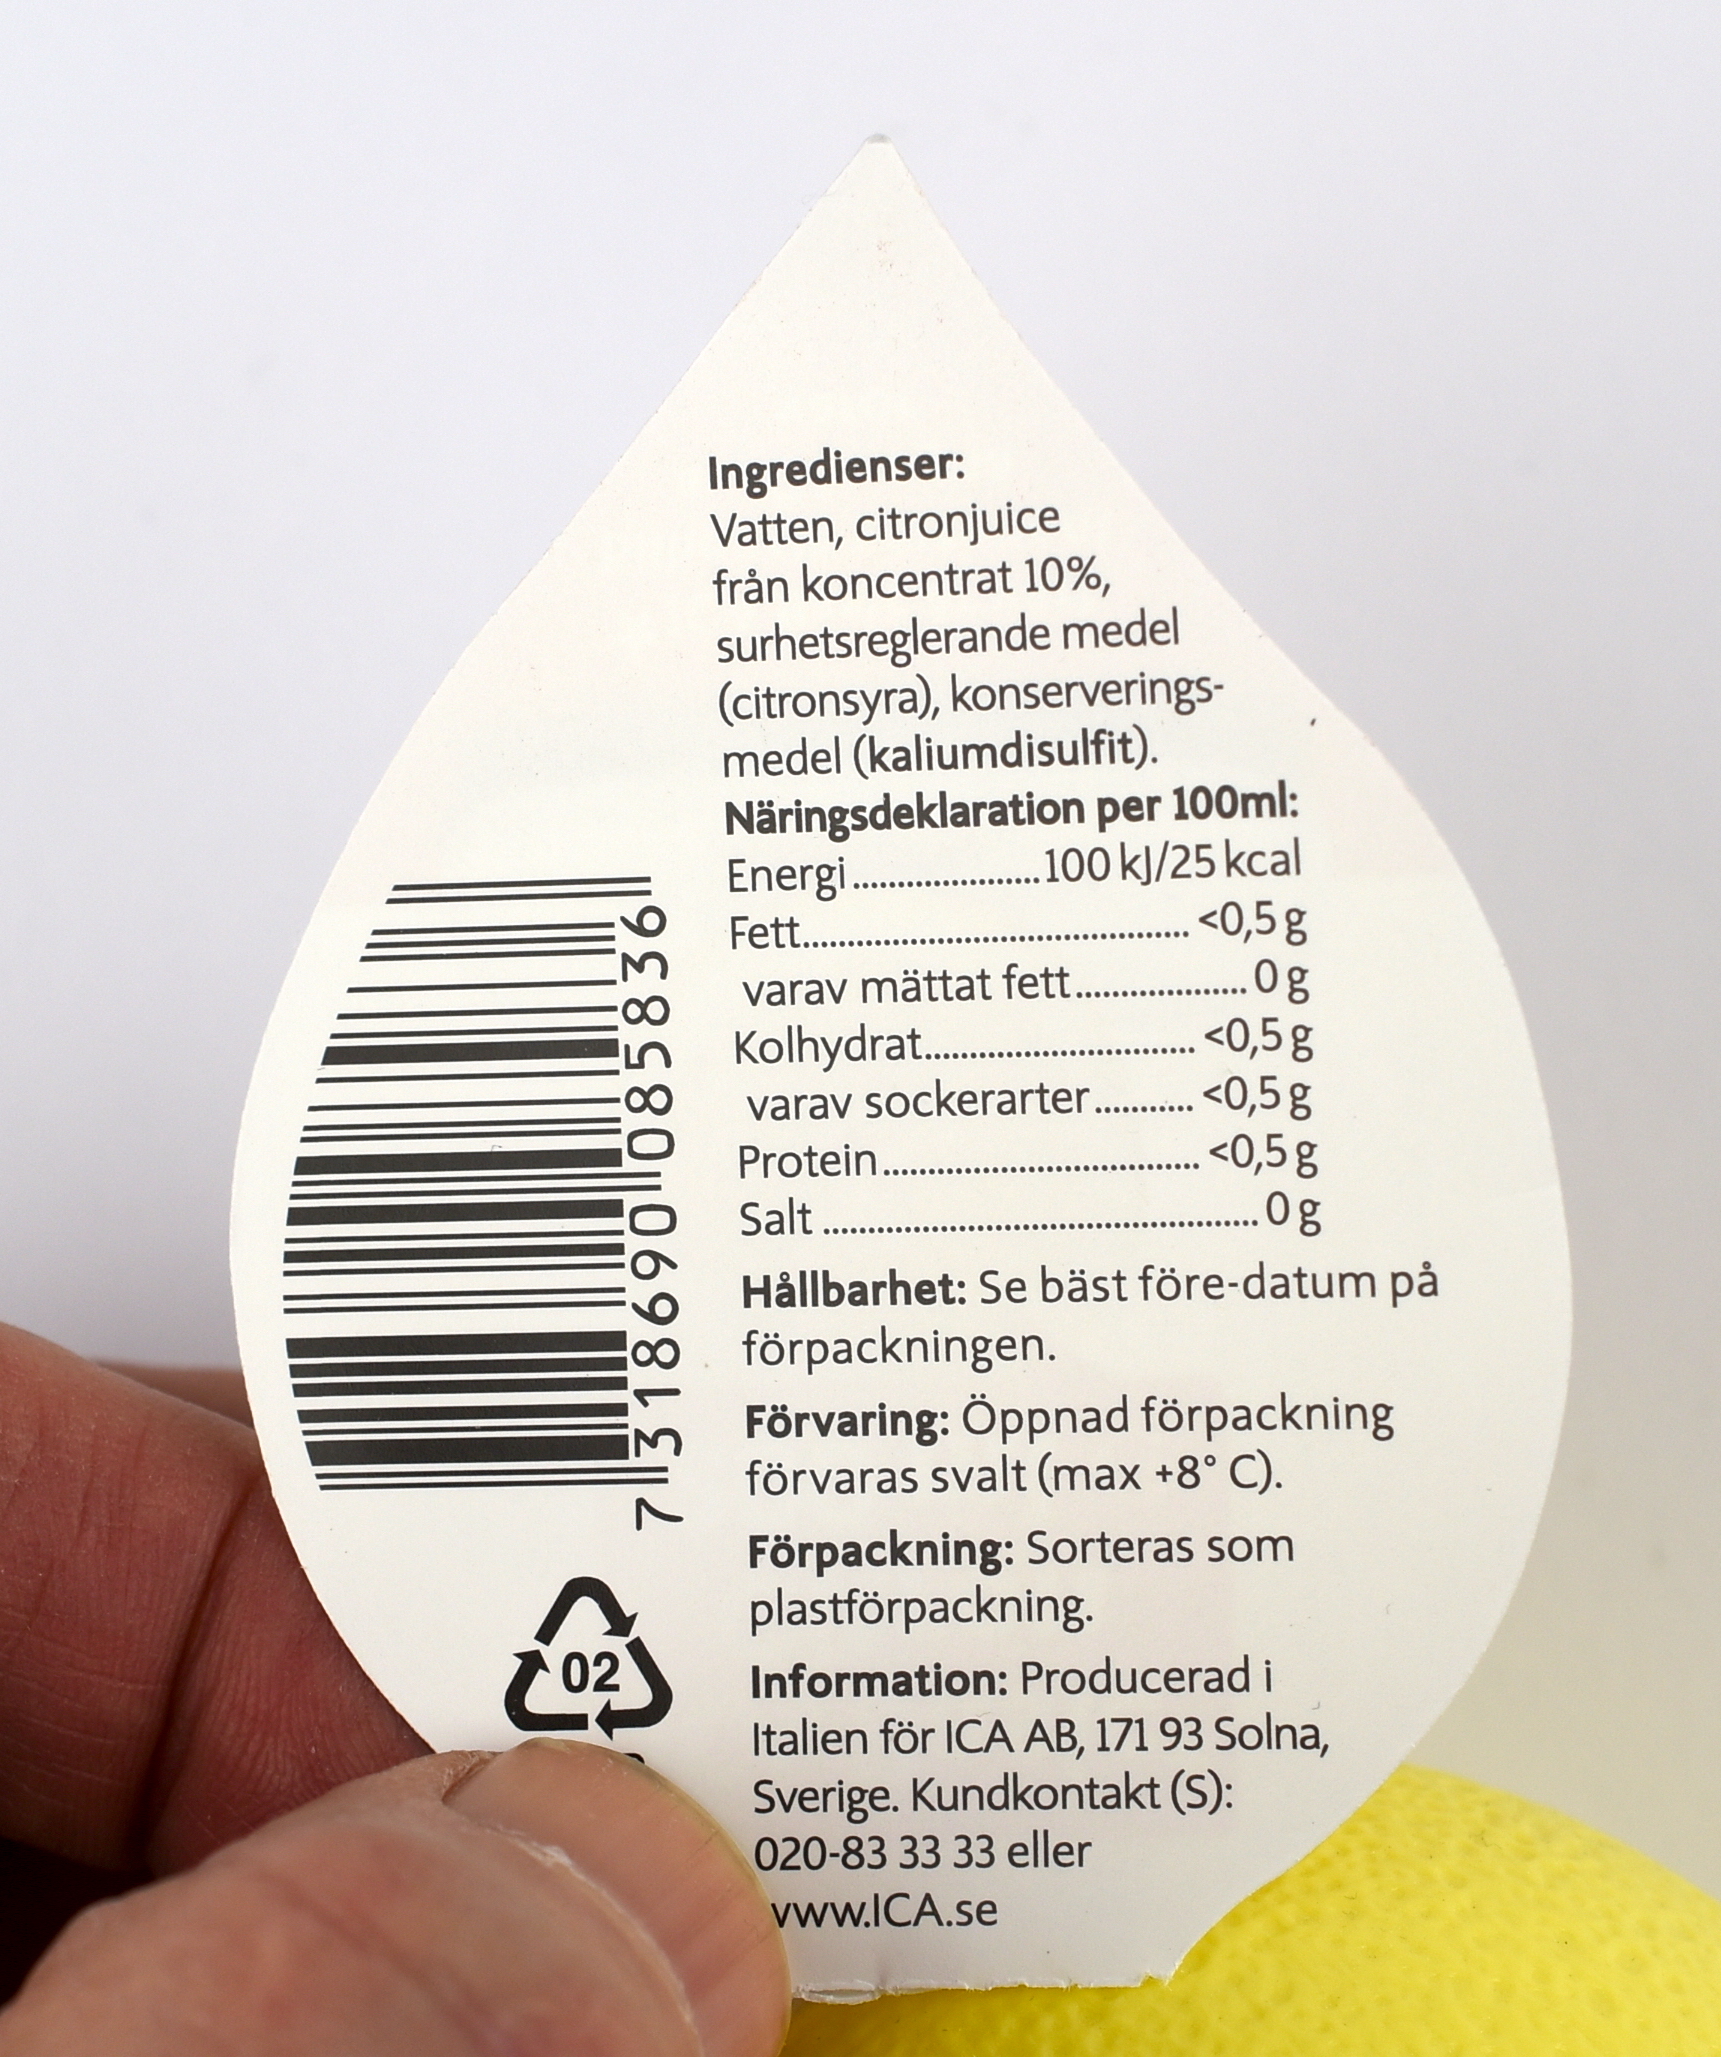 Ingredienser:
Vatten, citronjuice
från koncentrat 10%,
surhetsreglerande medel
(citronsyra), konserverings-
medel (kaliumdisulfit).
Näringsdeklaration per 100ml:
Energi.....................100 kJ/25 kcal
Fett........................................... <0,5 g
varav mättat fett................... 0 g
Kolhydrat.............................. <0,5 g
varav sockerarter........... <0,5 g
Protein................................... <0,5 g
Salt ................................................ 0 g
Hållbarhet: Se bäst före-datum på
förpackningen.
Förvaring: Öppnad förpackning
förvaras svalt (max +8° C).
Förpackning: Sorteras som
plastförpackning.
Information: Producerad i
Italien för ICA AB, 171 93 Solna,
Sverige. Kundkontakt (S):
020-83 33 33 eller
www.ICA.se
7 318690 085836
02